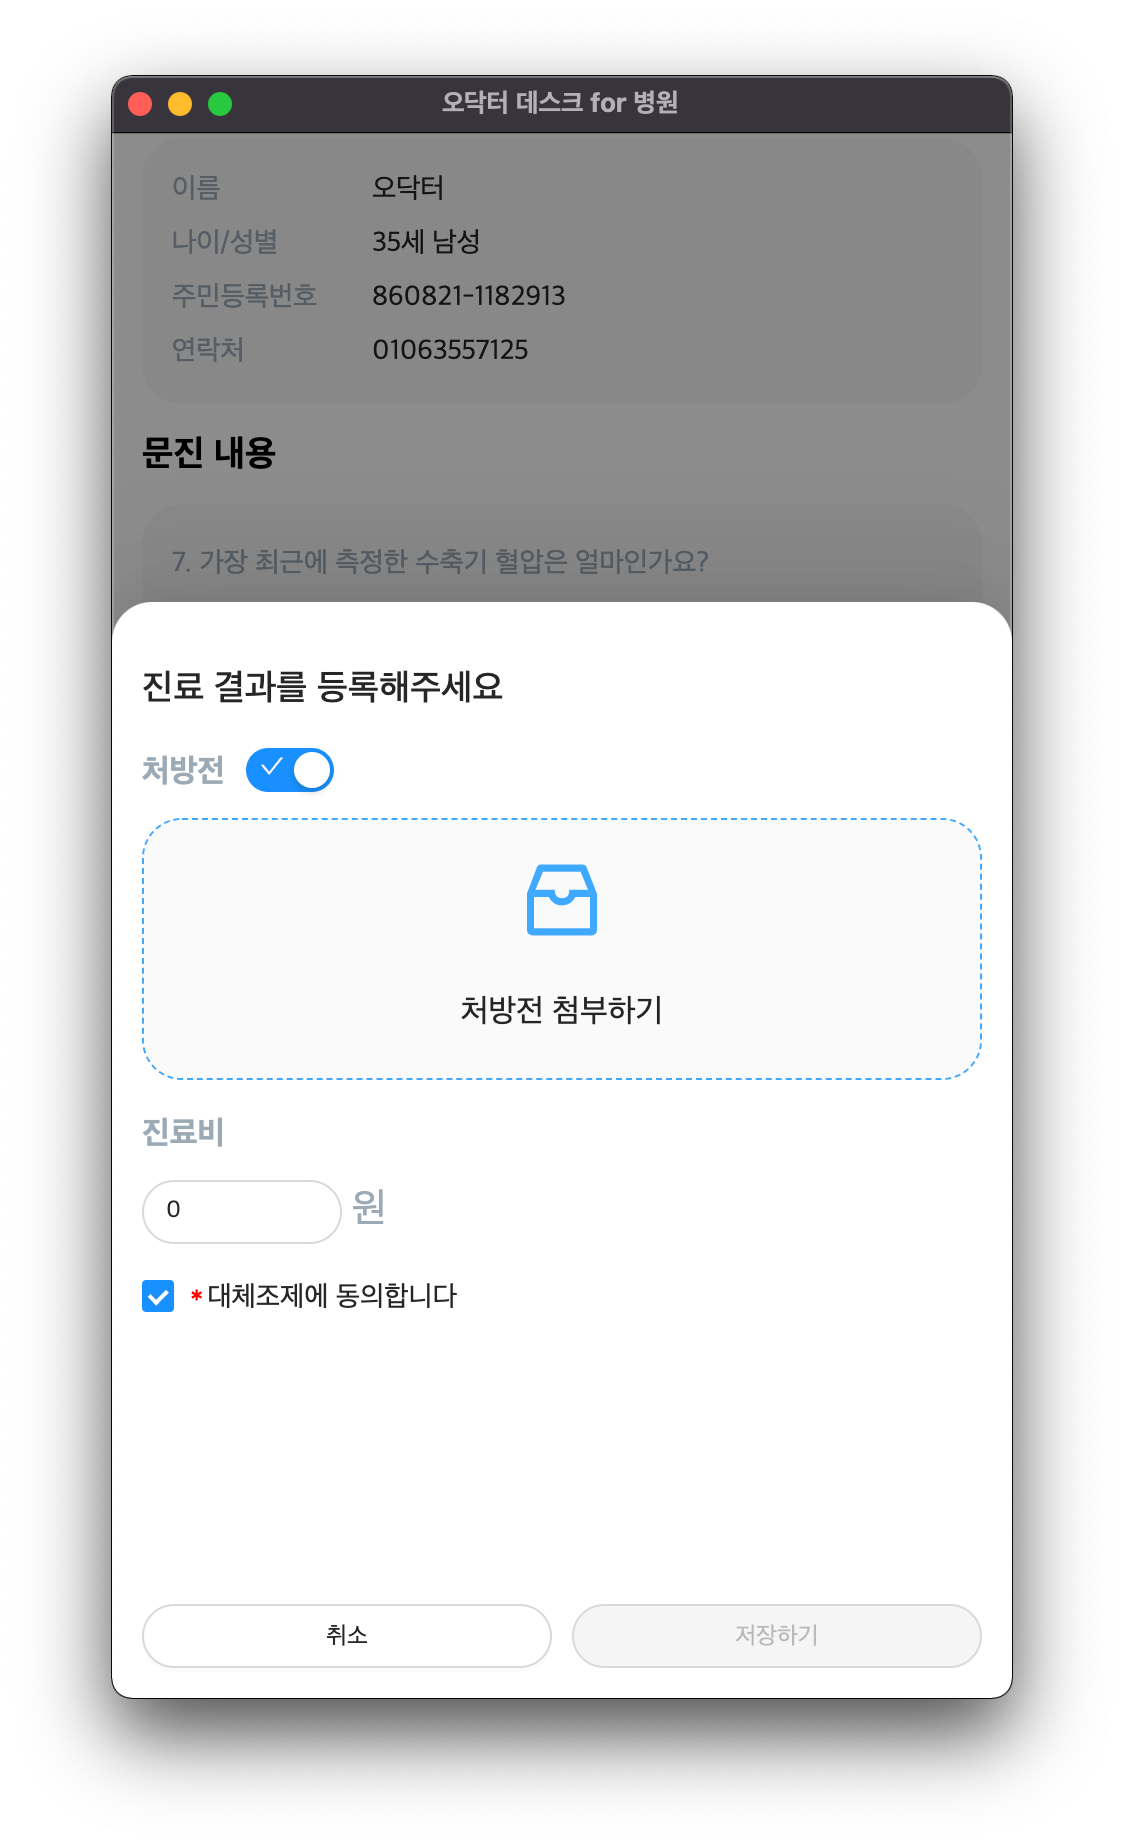 오닥터 데스크 for 병원
이름 오닥터
나이/성별 35세 남성
주민등록번호 860821-1182913
연락처 01063557125
문진 내용
7. 가장 최근에 측정한 수축기 혈압은 얼마인가요?
진료 결과를 등록해주세요
처방전
처방전 첨부하기
진료비
0 원
* 대체조제에 동의합니다
취소 저장하기